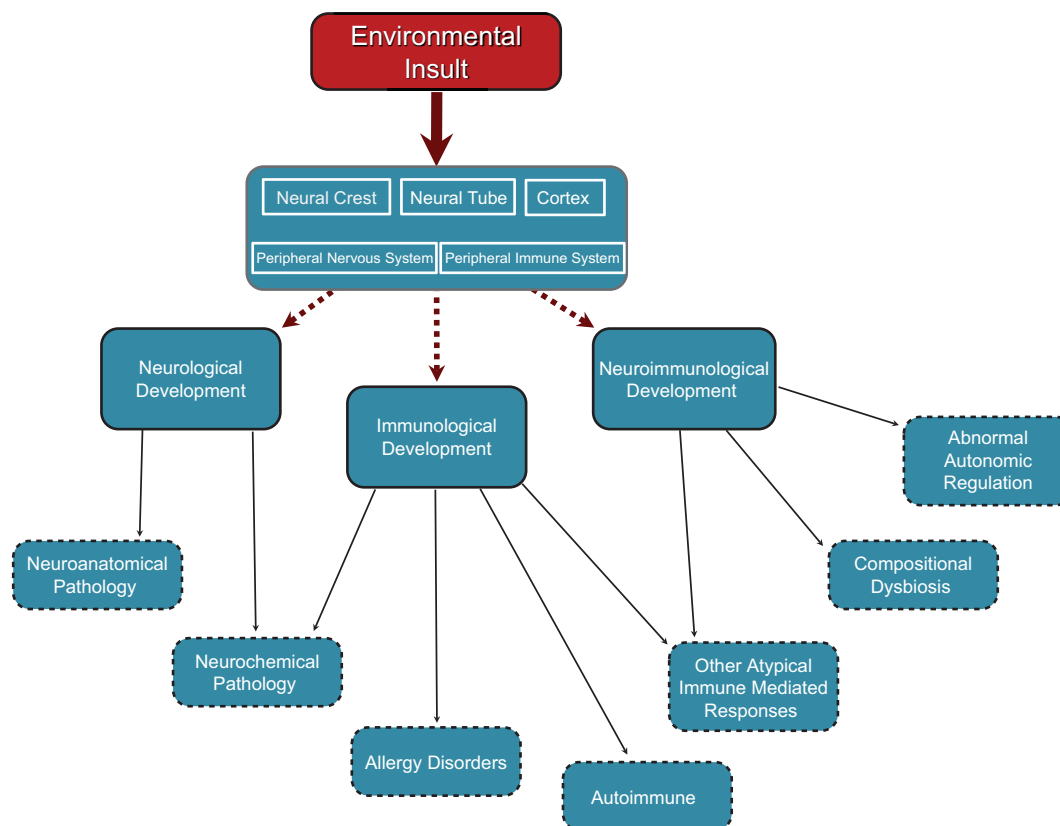 Environmental
Insult
Neural Crest
Neural Tube
Cortex
Peripheral Nervous System
Peripheral Immune System
Neurological
Development
Immunological
Development
Neuroimmunological
Development
Abnormal
Autonomic
Regulation
Neuroanatomical
Pathology
Compositional
Dysbiosis
Neurochemical
Pathology
Other Atypical
Immune Mediated
Responses
Allergy Disorders
Autoimmune